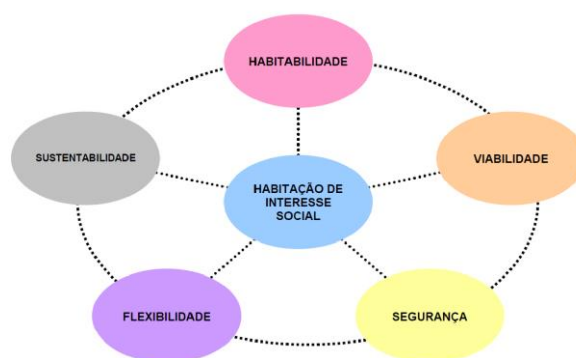 HABITABILIDADE
SUSTENTABILIDADE
VIABILIDADE
HABITAÇÃO DE
INTERESSE
SOCIAL
FLEXIBILIDADE
SEGURANÇA